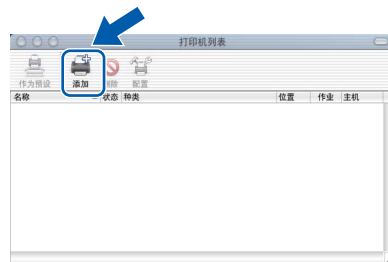 打印机列表
作为预设 添加 删除 配置
名称 状态 种类 位置 作业 主机